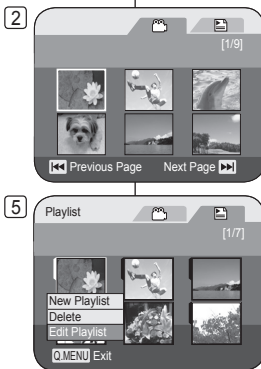 2
[1/9]
Previous Page Next Page
5
Playlist
[1/7]
New Playlist
Delete
Edit Playlist
Q.MENU Exit